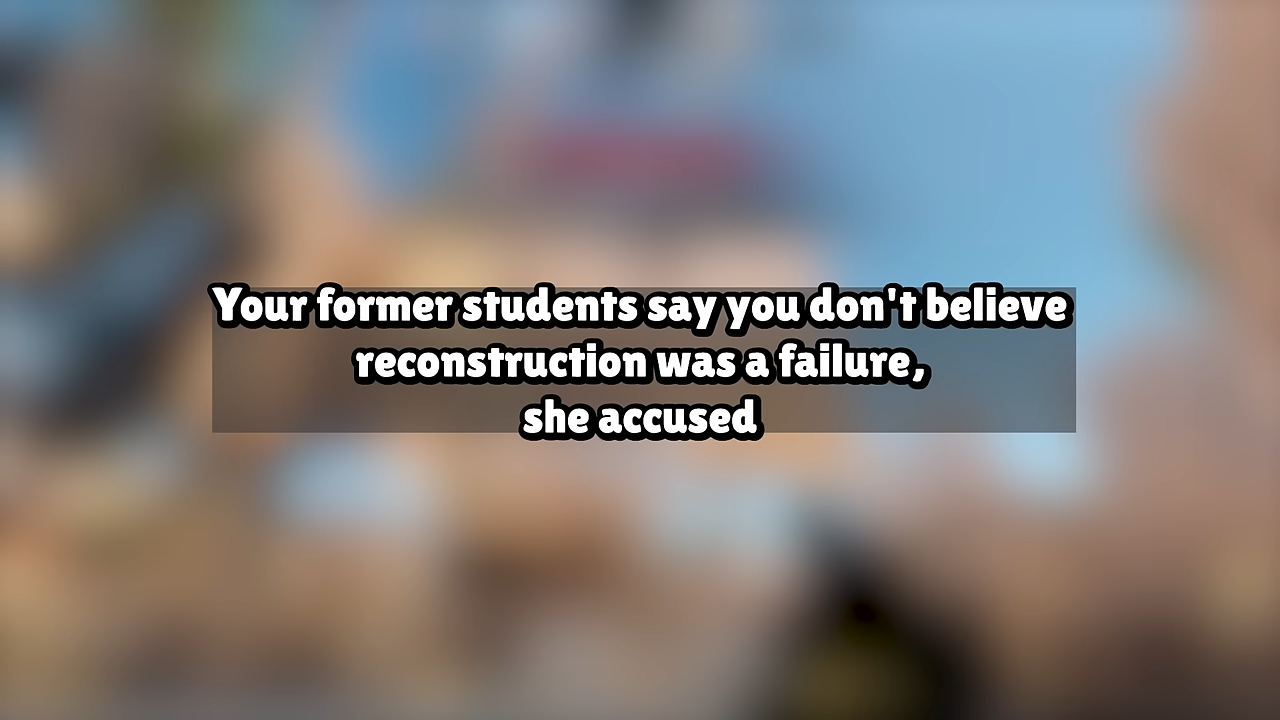 Your former students say you don't believe
reconstruction was a failure,
she accused